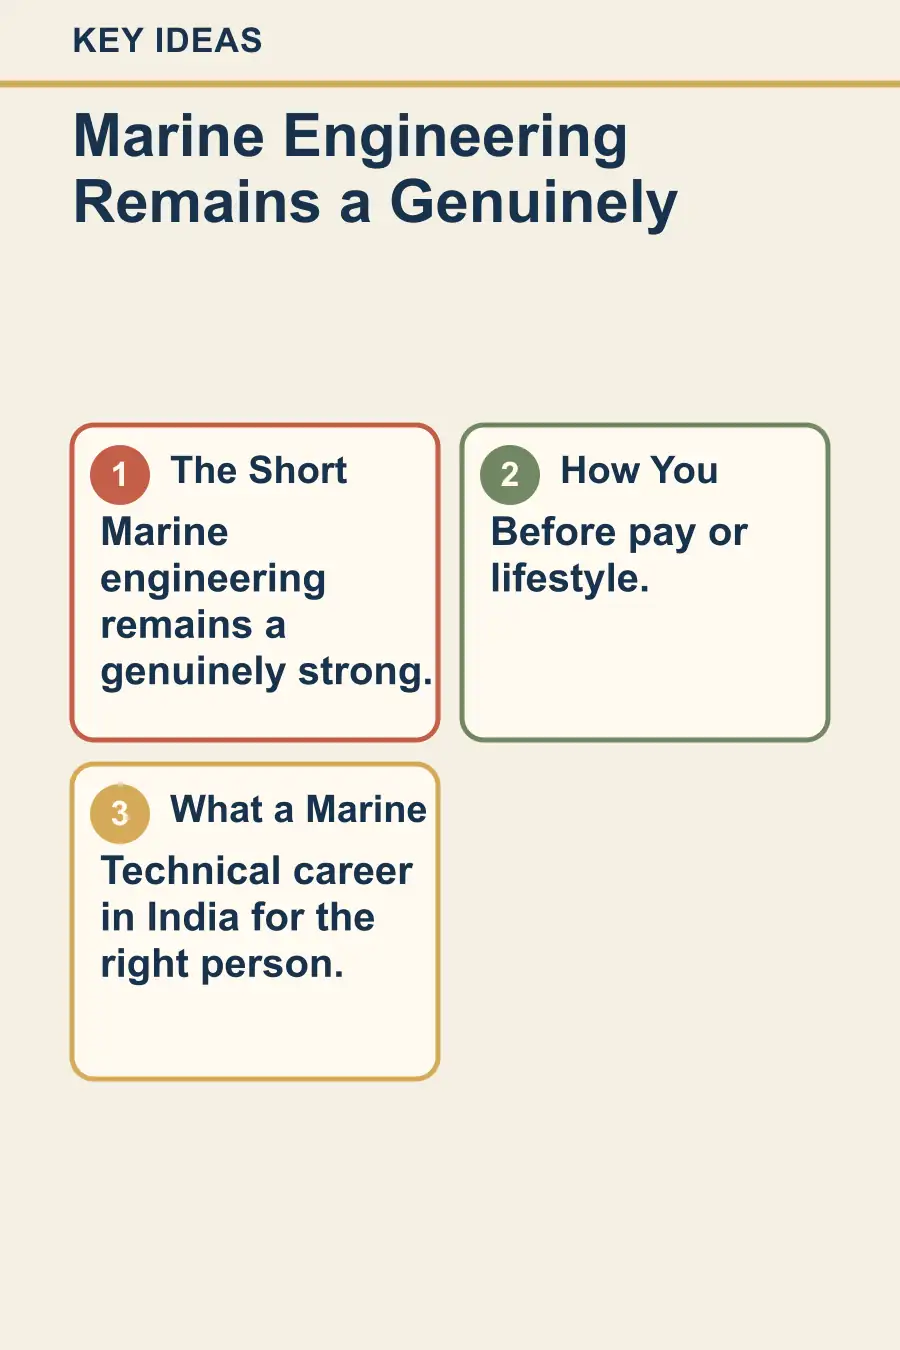 KEY IDEAS
Marine Engineering
Remains a Genuinely
1 The Short
Marine
engineering
remains a
genuinely strong.
2 How You
Before pay or
lifestyle.
3 What a Marine
Technical career
in India for the
right person.